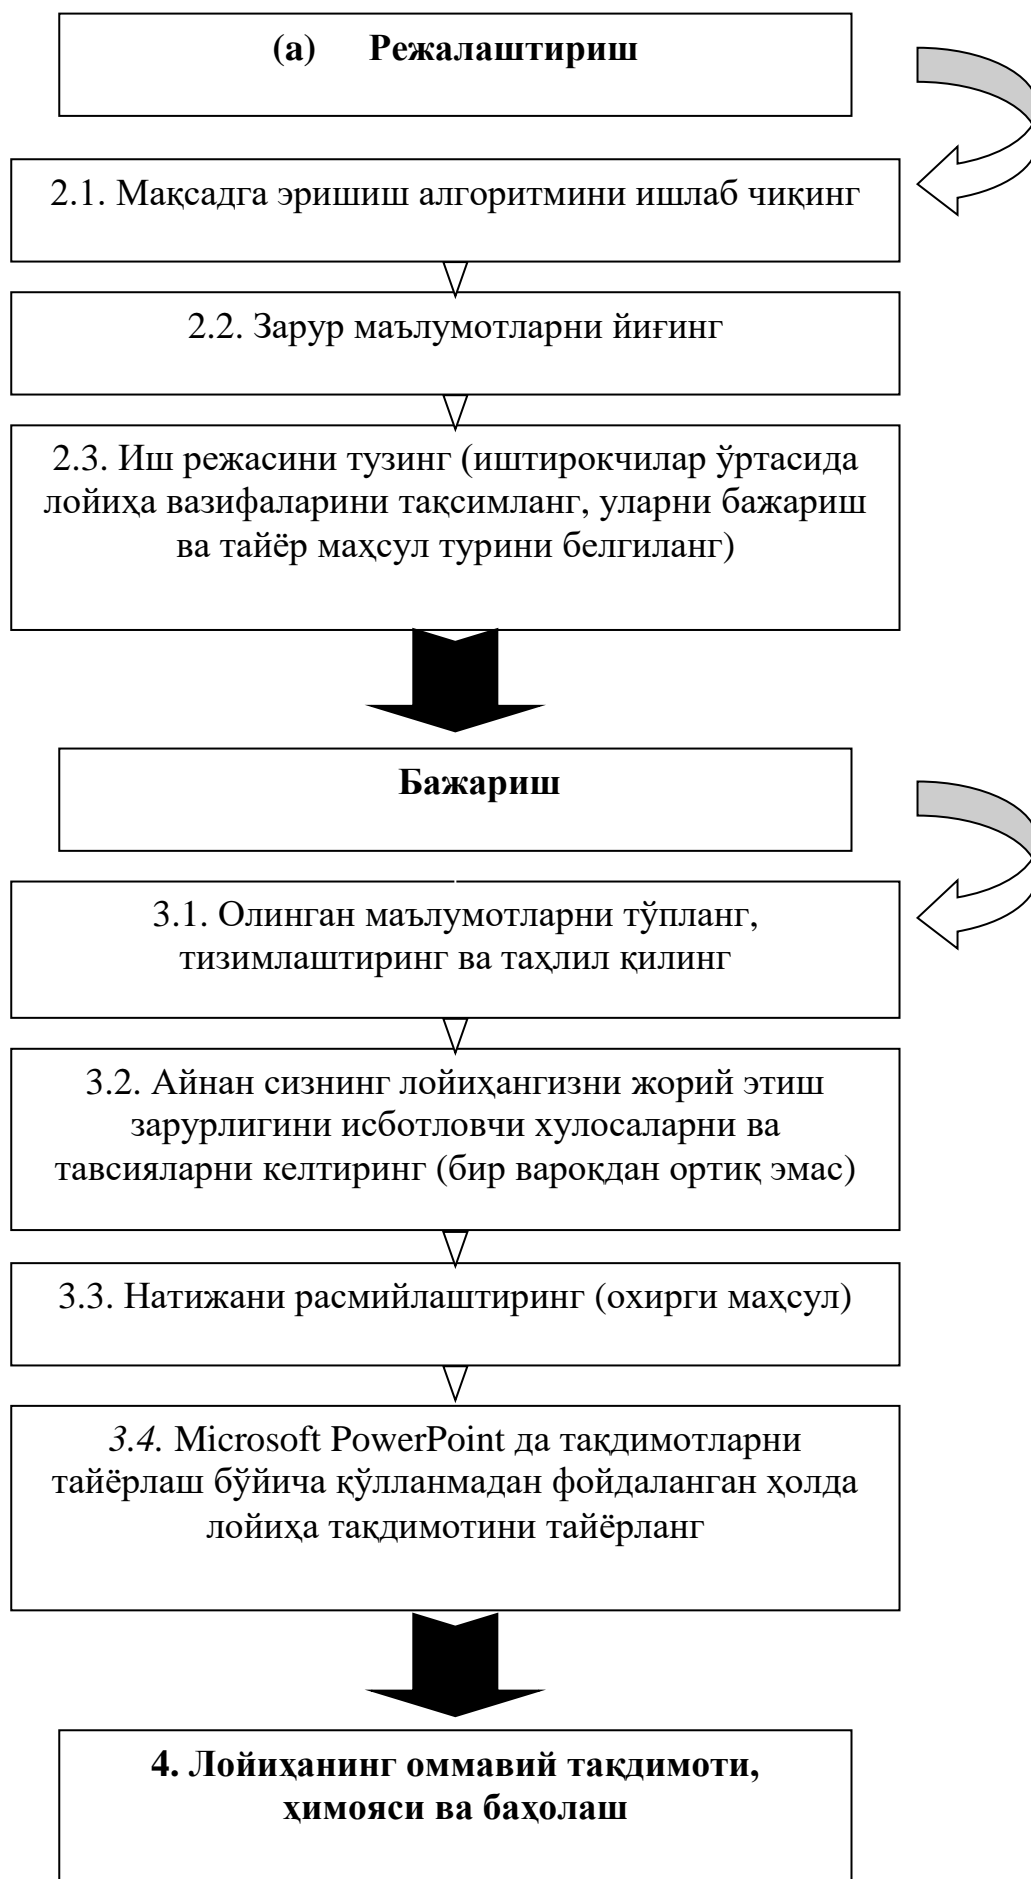 (а) Режалаштириш
2.1. Мақсадга эришиш алгоритмини ишлаб чиқинг
2.2. Зарур маълумотларни йиғинг
2.3. Иш режасини тузинг (иштирокчилар ўртасида
лойиҳа вазифаларини тақсимланг, уларни бажариш
ва тайёр маҳсул турини белгиланг)
Бажариш
3.1. Олинган маълумотларни тўпланг,
тизимлаштиринг ва таҳлил қилинг
3.2. Айнан сизнинг лойиҳангизни жорий этиш
зарурлигини исботловчи хулосаларни ва
тавсияларни келтиринг (бир вароқдан ортиқ эмас)
3.3. Натижани расмийлаштиринг (охирги маҳсул)
3.4. Microsoft PowerPoint да тақдимотларни
тайёрлаш бўйича қўлланмадан фойдаланган ҳолда
лойиҳа тақдимотини тайёрланг
4. Лойиҳанинг оммавий тақдимоти,
ҳимояси ва баҳолаш